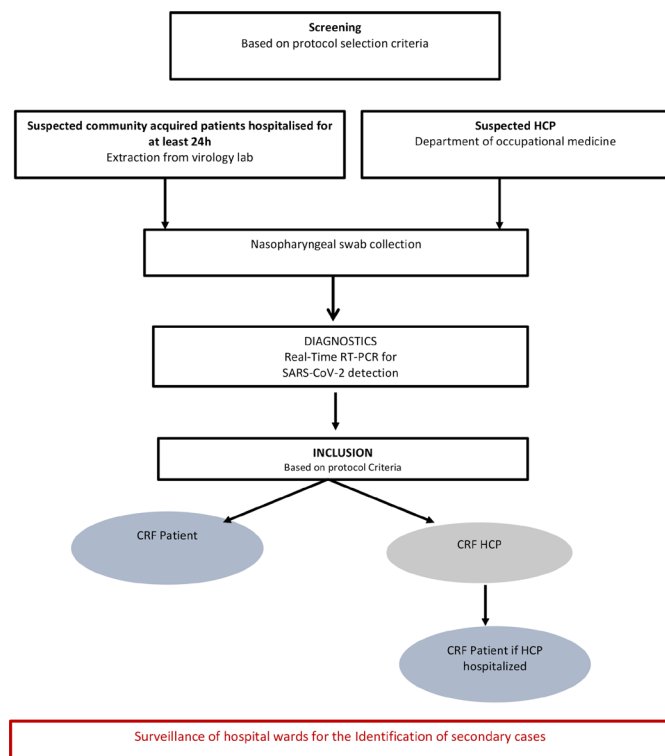 Screening
Based on protocol selection criteria
Suspected community acquired patients hospitalised for
at least 24h
Extraction from virology lab
Suspected HCP
Department of occupational medicine
Nasopharyngeal swab collection
DIAGNOSTICS
Real-Time RT-PCR for
SARS-CoV-2 detection
INCLUSION
Based on protocol Criteria
CRF Patient
CRF HCP
CRF Patient if HCP
hospitalized
Surveillance of hospital wards for the Identification of secondary cases